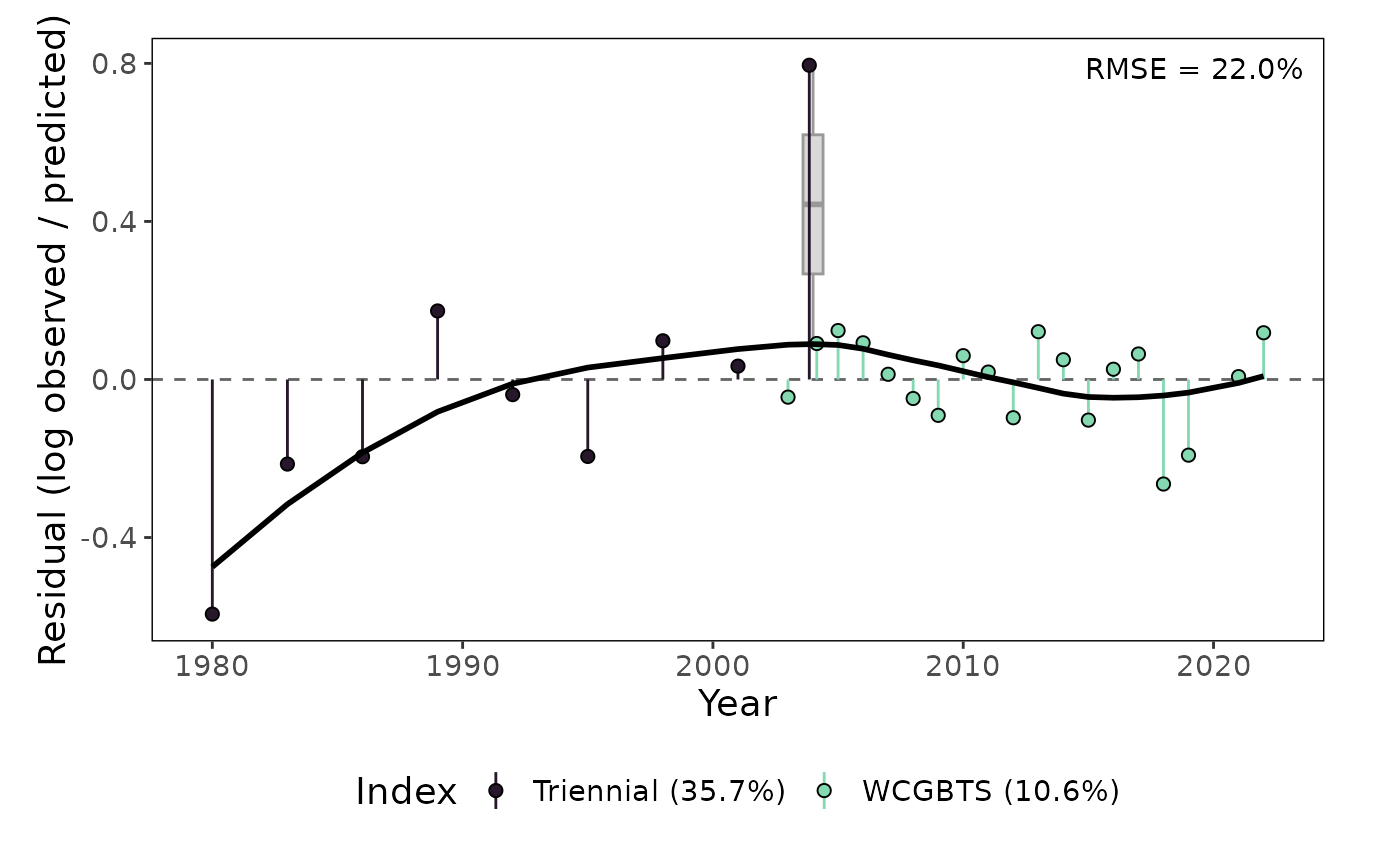 Residual (log observed / predicted)
0.8
0.4
0.0
-0.4
RMSE = 22.0%
1980 1990 2000 2010 2020
Year
Index Triennial (35.7%) WCGBTS (10.6%)